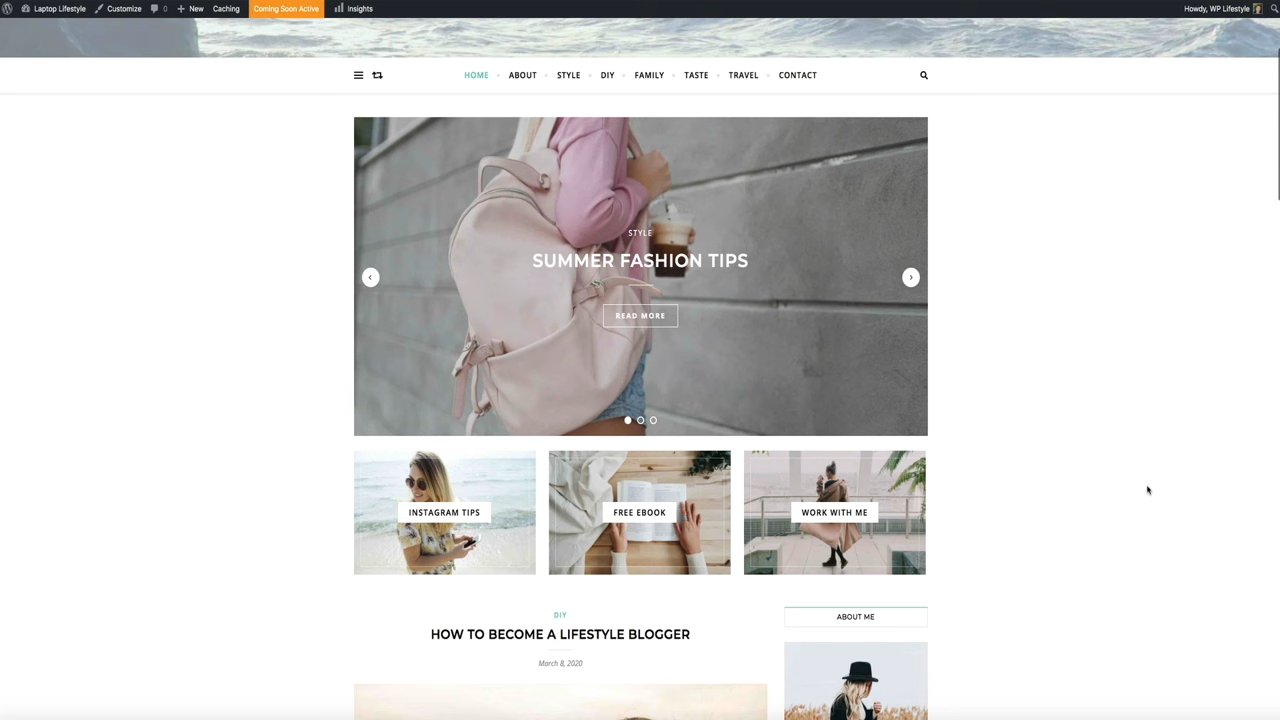 Laptop Lifestyle Customize 0 New Caching Coming Soon Active Insights Howdy, WP Lifestyle
HOME ABOUT STYLE DIY FAMILY TASTE TRAVEL CONTACT
STYLE
SUMMER FASHION TIPS
READ MORE
INSTAGRAM TIPS
FREE EBOOK
WORK WITH ME
DIY
HOW TO BECOME A LIFESTYLE BLOGGER
March 8, 2020
ABOUT ME